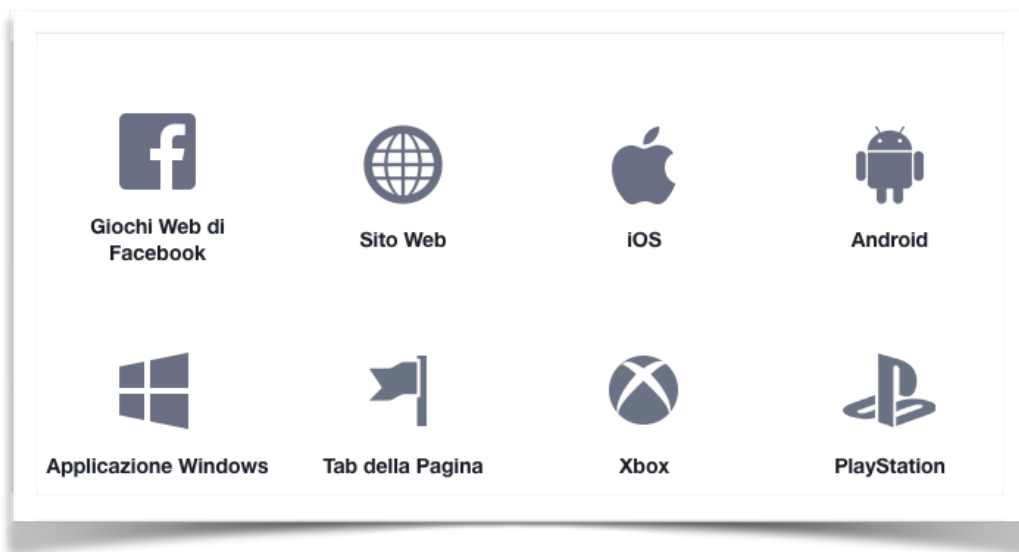 Giochi Web di
Facebook
Sito Web
iOS
Android
Applicazione Windows
Tab della Pagina
Xbox
PlayStation